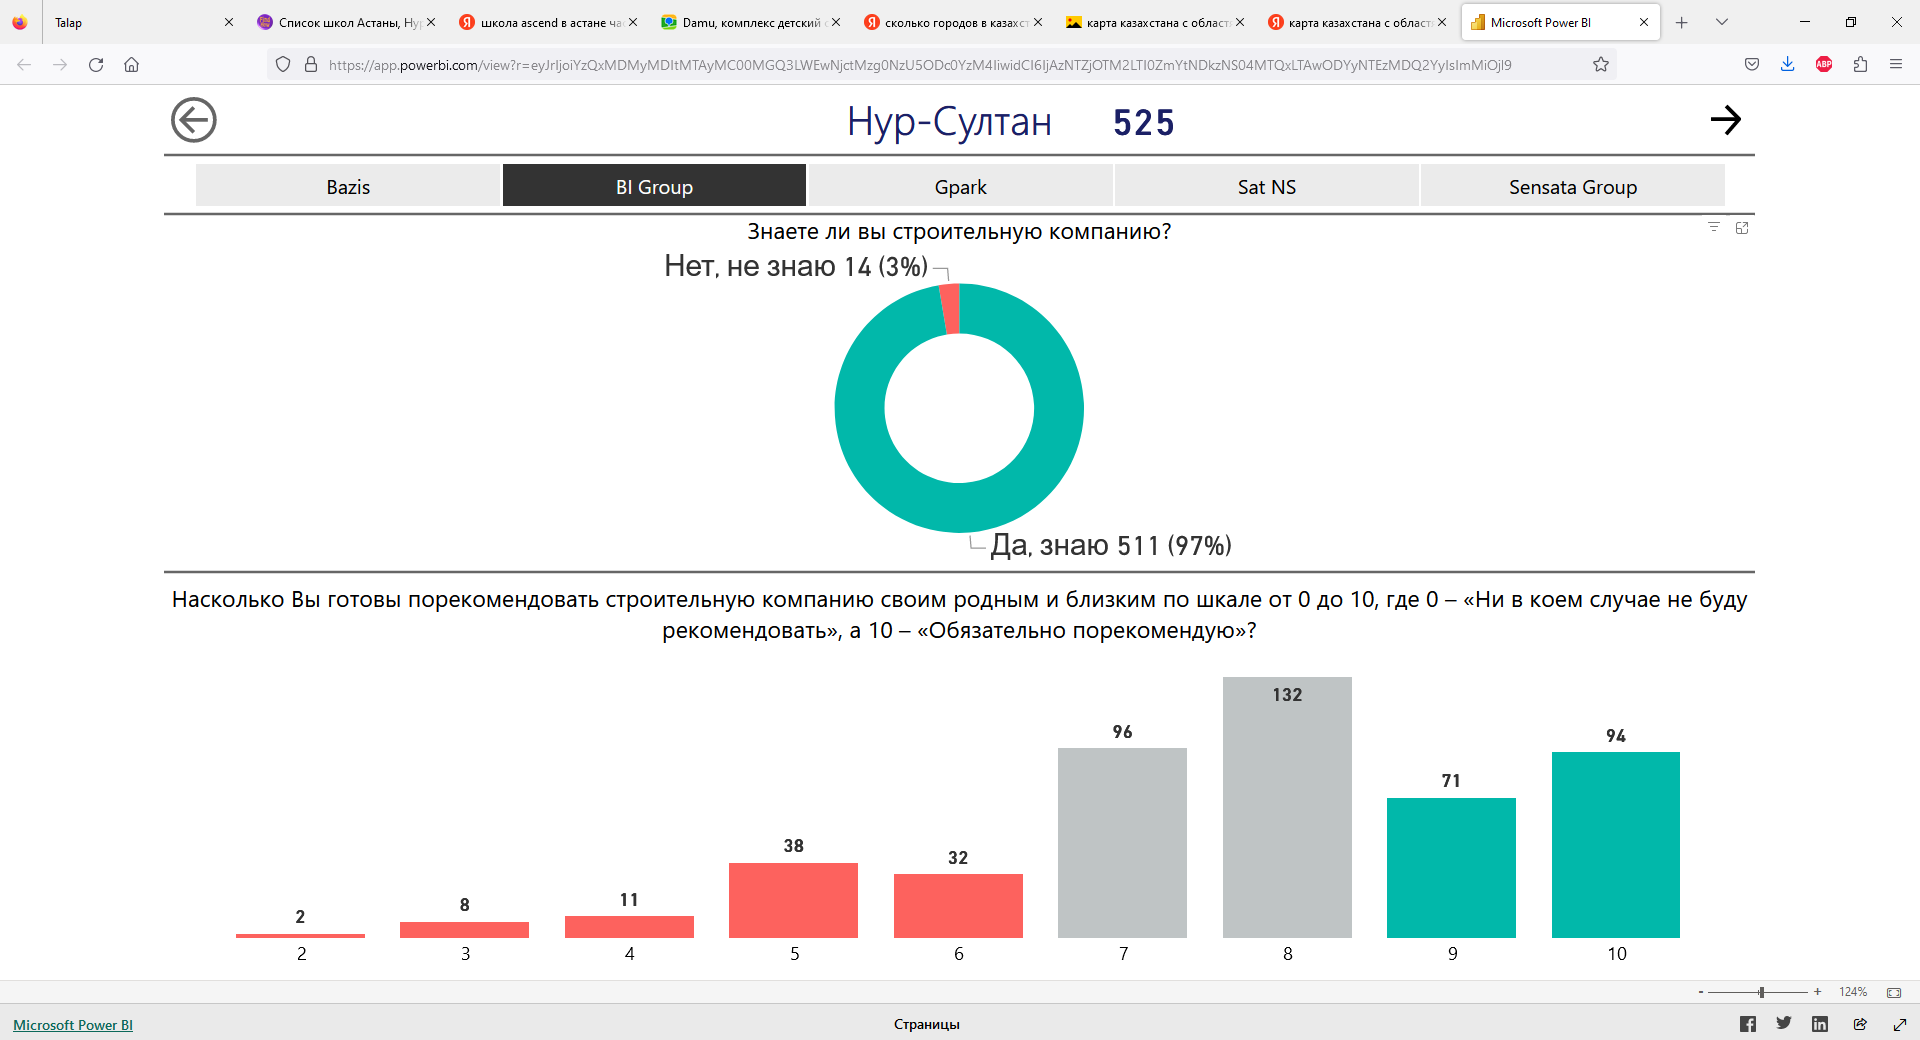 Talap
Список школ Астаны, Ну
школа ascend в астане ча
Damu, комплекс детский
сколько городов в казахст
карта казахстана с област
карта казахстана с област
Microsoft Power BI
https://app.powerbi.com/view?r=eyJrIjoiYzQxMDMyMDItMTAyMC00MGQ3LWEwNjctMzg0NzU5ODc0YzM4IiwidCI6IjAzNTZjOTM2LTI0ZmYtNDkzNS04MTQxLTAwODYyNTEzMDQ2YyIsImMiOjl9
ABP
Нур-Султан 525
Bazis
BI Group
Gpark
Sat NS
Sensata Group
Знаете ли вы строительную компанию?
Нет, не знаю 14 (3%)
Да, знаю 511 (97%)
Насколько Вы готовы порекомендовать строительную компанию своим родным и близким по шкале от 0 до 10, где 0 – «Ни в коем случае не буду
рекомендовать», а 10 – «Обязательно порекомендую»?
2
8
11
38
32
96
132
71
94
2
3
4
5
6
7
8
9
10
- + 124%
Microsoft Power BI
Страницы